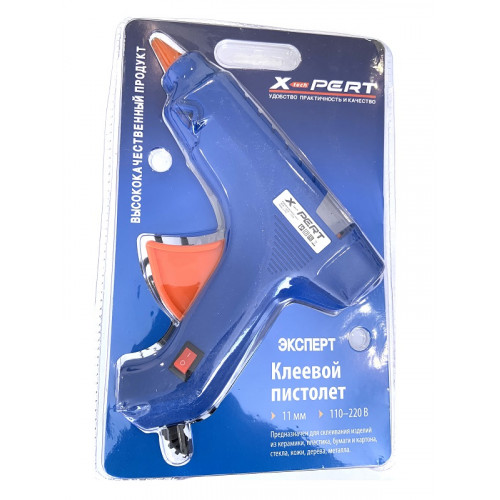 X-tech PERT
УДОБСТВО ПРАКТИЧНОСТЬ И КАЧЕСТВО
ВЫСОКОКАЧЕСТВЕННЫЙ ПРОДУКТ
X-PERT
ЭКСПЕРТ
Клеевой
пистолет
11 мм 110–220 В
Предназначен для склеивания изделий
из керамики, пластика, бумаги и картона,
стекла, кожи, дерева, металла.